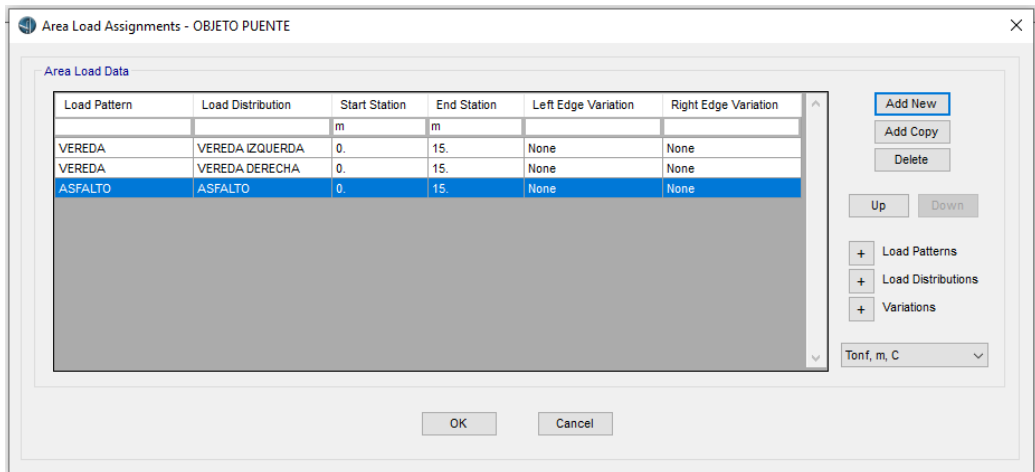 Area Load Assignments - OBJETO PUENTE
Area Load Data
Load Pattern Load Distribution Start Station End Station Left Edge Variation Right Edge Variation
m m
VEREDA VEREDA IZQUERDA 0. 15. None None
VEREDA VEREDA DERECHA 0. 15. None None
ASFALTO ASFALTO 0. 15. None None
Add New
Add Copy
Delete
Up Down
+ Load Patterns
+ Load Distributions
+ Variations
Tonf, m, C
OK Cancel